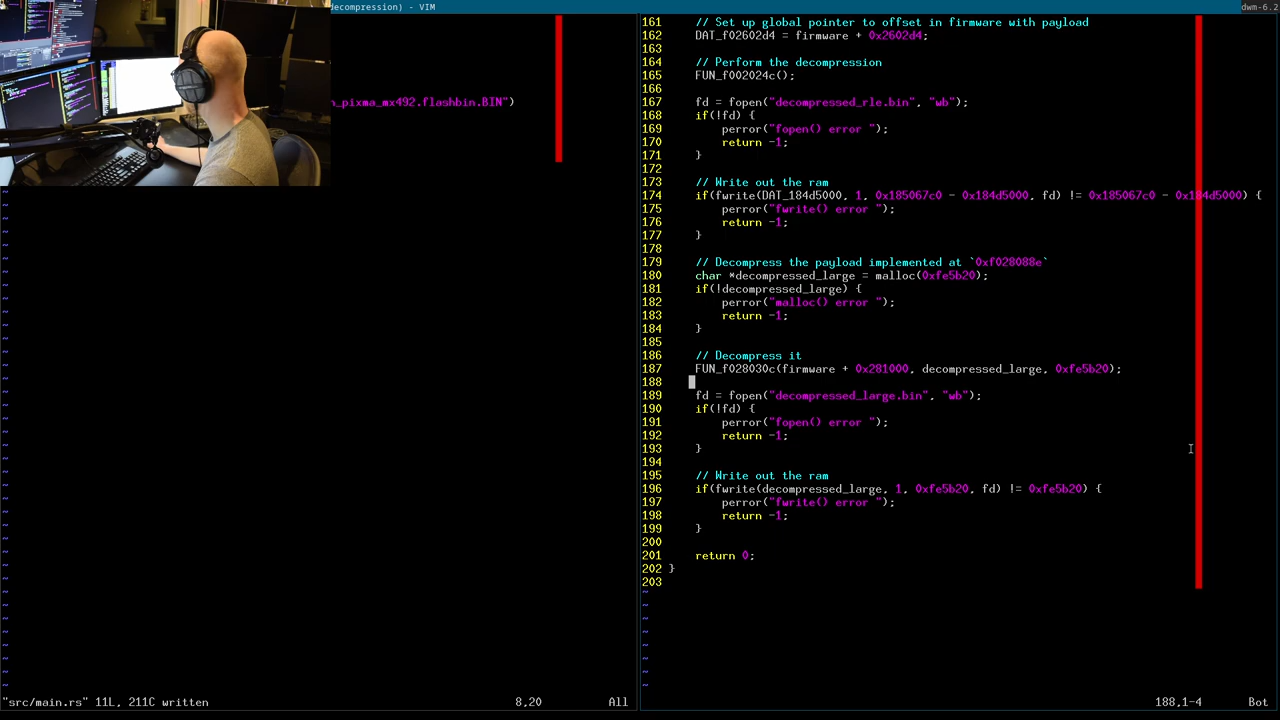 decompression) - VIM
dwm-6.2
n_pixma_mx492.flashbin.BIN")
"src/main.rs" 11L, 211C written
8,20
All
161 // Set up global pointer to offset in firmware with payload
162 DAT_f02602d4 = firmware + 0x2602d4;
163
164 // Perform the decompression
165 FUN_f002024c();
166
167 fd = fopen("decompressed_rle.bin", "wb");
168 if(!fd) {
169 perror("fopen() error ");
170 return -1;
171 }
172
173 // Write out the ram
174 if(fwrite(DAT_184d5000, 1, 0x185067c0 - 0x184d5000, fd) != 0x185067c0 - 0x184d5000) {
175 perror("fwrite() error ");
176 return -1;
177 }
178
179 // Decompress the payload implemented at `0xf028088e`
180 char *decompressed_large = malloc(0xfe5b20);
181 if(!decompressed_large) {
182 perror("malloc() error ");
183 return -1;
184 }
185
186 // Decompress it
187 FUN_f028030c(firmware + 0x281000, decompressed_large, 0xfe5b20);
188
189 fd = fopen("decompressed_large.bin", "wb");
190 if(!fd) {
191 perror("fopen() error ");
192 return -1;
193 }
194
195 // Write out the ram
196 if(fwrite(decompressed_large, 1, 0xfe5b20, fd) != 0xfe5b20) {
197 perror("fwrite() error ");
198 return -1;
199 }
200
201 return 0;
202 }
203
188,1-4
Bot